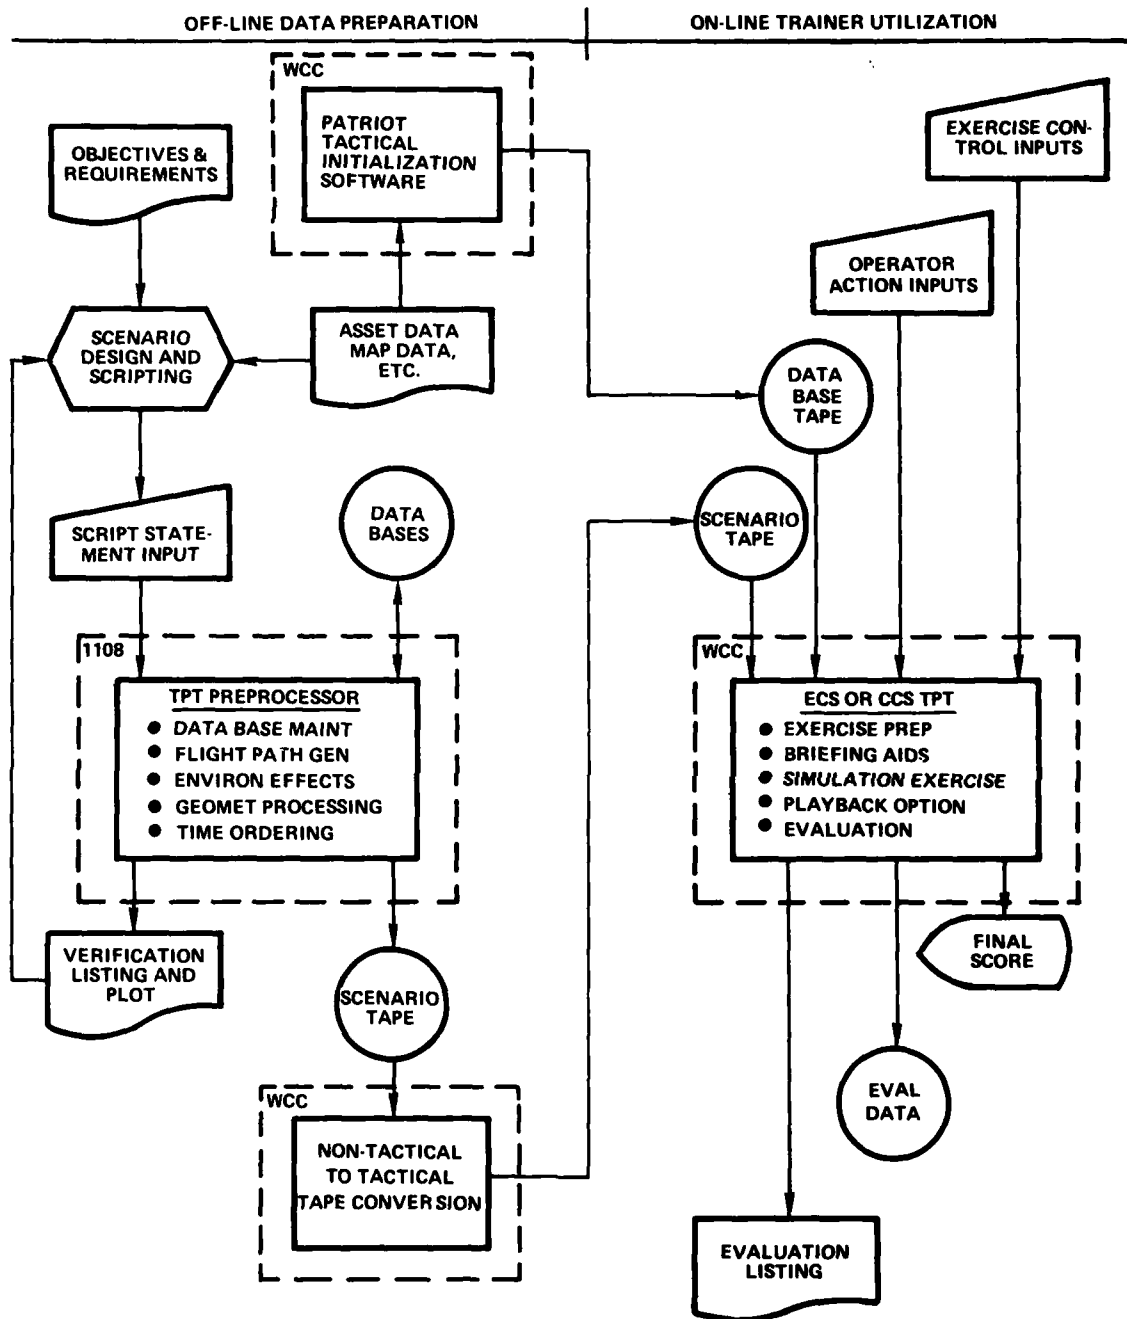 OFF-LINE DATA PREPARATION
ON-LINE TRAINER UTILIZATION
WCC
PATRIOT
TACTICAL
INITIALIZATION
SOFTWARE
OBJECTIVES &
REQUIREMENTS
EXERCISE CON-
TROL INPUTS
OPERATOR
ACTION INPUTS
SCENARIO
DESIGN AND
SCRIPTING
ASSET DATA
MAP DATA,
ETC.
DATA
BASE
TAPE
SCRIPT STATE-
MENT INPUT
DATA
BASES
SCENARIO
TAPE
1108
TPT PREPROCESSOR
● DATA BASE MAINT
● FLIGHT PATH GEN
● ENVIRON EFFECTS
● GEOMET PROCESSING
● TIME ORDERING
WCC
ECS OR CCS TPT
● EXERCISE PREP
● BRIEFING AIDS
● SIMULATION EXERCISE
● PLAYBACK OPTION
● EVALUATION
VERIFICATION
LISTING AND
PLOT
SCENARIO
TAPE
FINAL
SCORE
WCC
NON-TACTICAL
TO TACTICAL
TAPE CONVERSION
EVAL
DATA
EVALUATION
LISTING